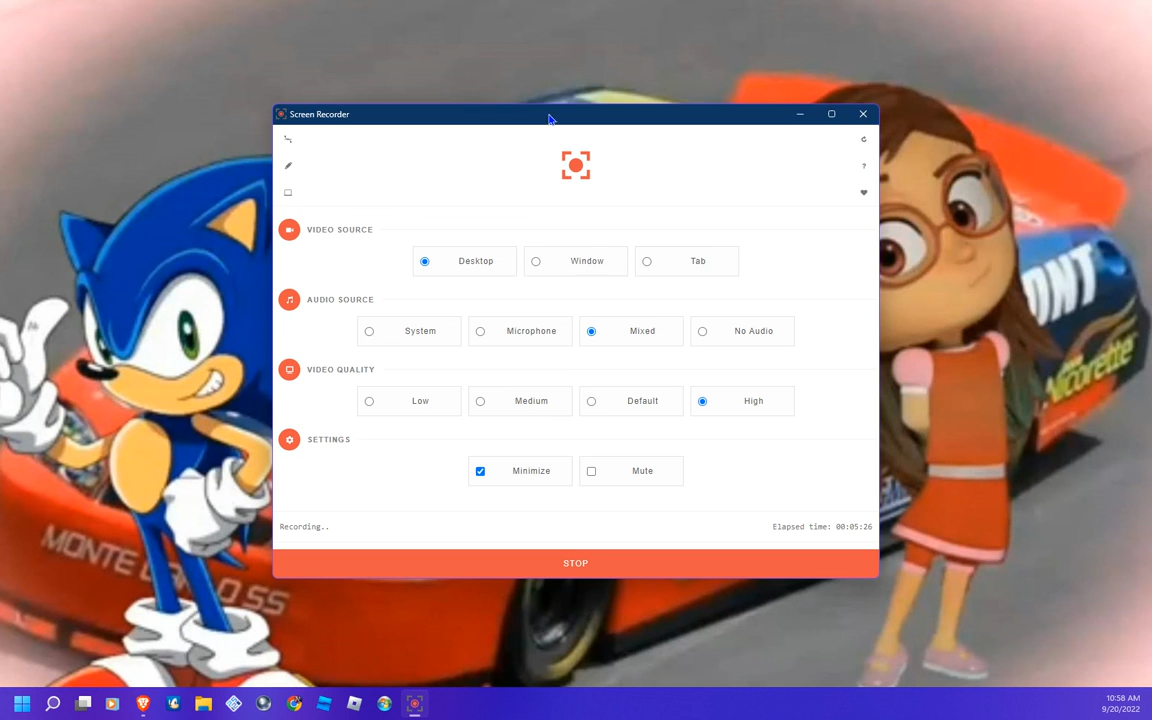 Screen Recorder
?
VIDEO SOURCE
Desktop
Window
Tab
AUDIO SOURCE
System
Microphone
Mixed
No Audio
VIDEO QUALITY
Low
Medium
Default
High
SETTINGS
Minimize
Mute
Recording..
Elapsed time: 00:05:26
STOP
MONTE CARLO SS
Nicorette
10:58 AM
9/20/2022